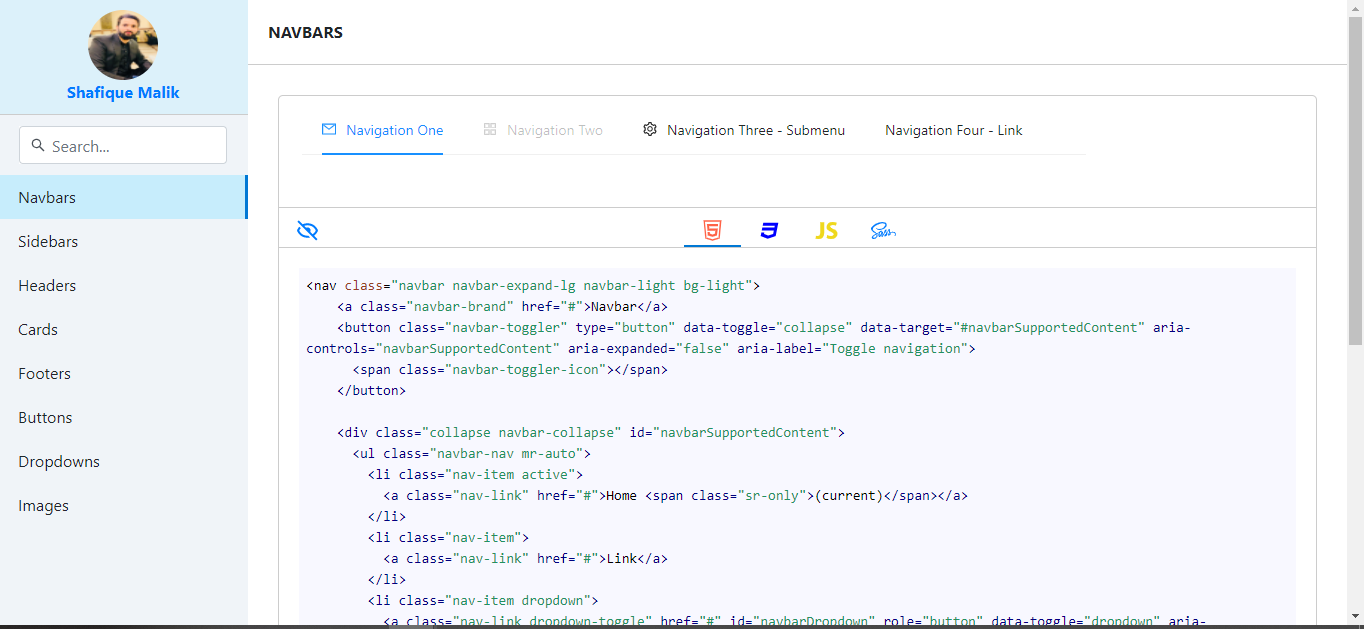 Shafique Malik
Search...
Navbars
Sidebars
Headers
Cards
Footers
Buttons
Dropdowns
Images
NAVBARS
Navigation One
Navigation Two
Navigation Three - Submenu
Navigation Four - Link
5
3
JS
Sass
<nav class="navbar navbar-expand-lg navbar-light bg-light">
    <a class="navbar-brand" href="#">Navbar</a>
    <button class="navbar-toggler" type="button" data-toggle="collapse" data-target="#navbarSupportedContent" aria-
controls="navbarSupportedContent" aria-expanded="false" aria-label="Toggle navigation">
      <span class="navbar-toggler-icon"></span>
    </button>

    <div class="collapse navbar-collapse" id="navbarSupportedContent">
      <ul class="navbar-nav mr-auto">
        <li class="nav-item active">
          <a class="nav-link" href="#">Home <span class="sr-only">(current)</span></a>
        </li>
        <li class="nav-item">
          <a class="nav-link" href="#">Link</a>
        </li>
        <li class="nav-item dropdown">
          <a class="nav-link dropdown-toggle" href="#" id="navbarDropdown" role="button" data-toggle="dropdown" aria-